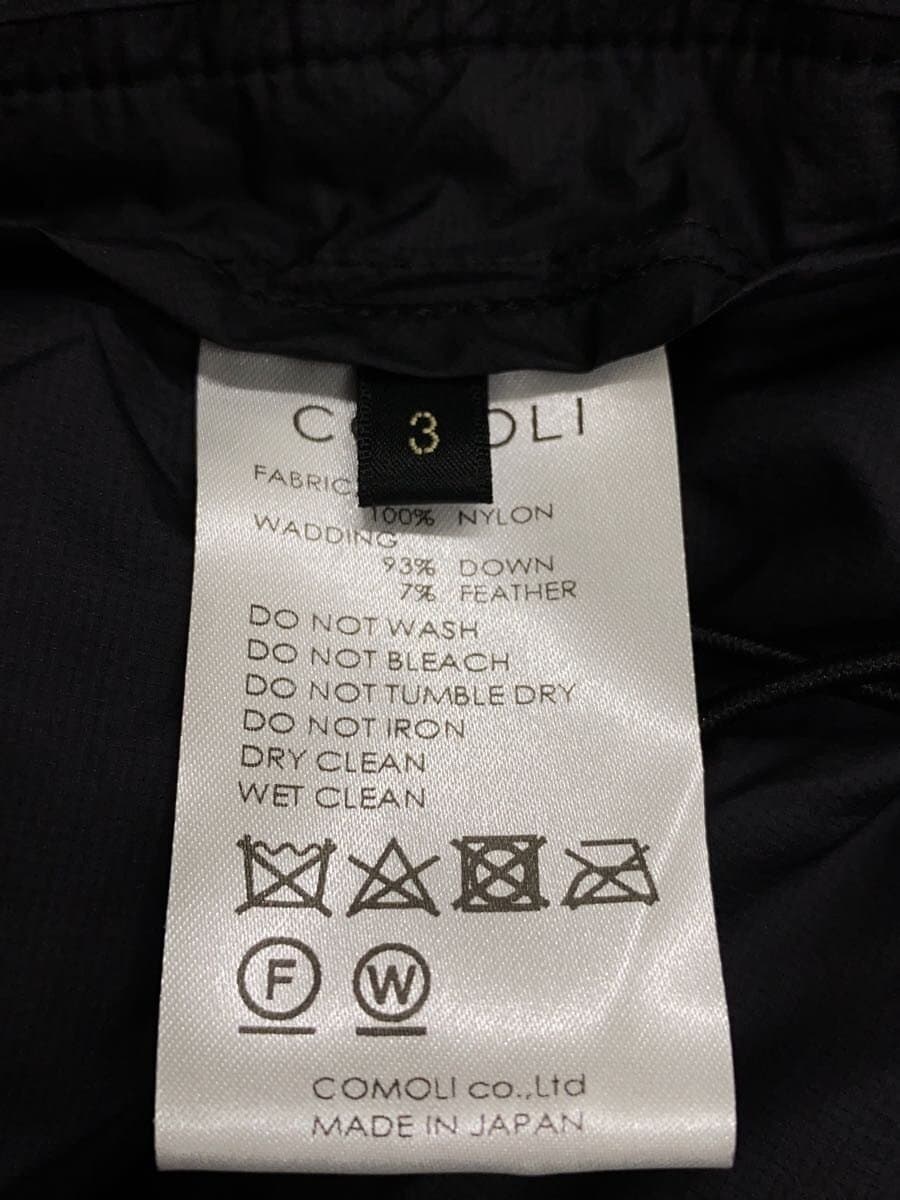 3
FABRIC
100% NYLON
WADDING
93% DOWN
7% FEATHER
DO NOT WASH
DO NOT BLEACH
DO NOT TUMBLE DRY
DO NOT IRON
DRY CLEAN
WET CLEAN
F W
COMOLI co.,Ltd
MADE IN JAPAN